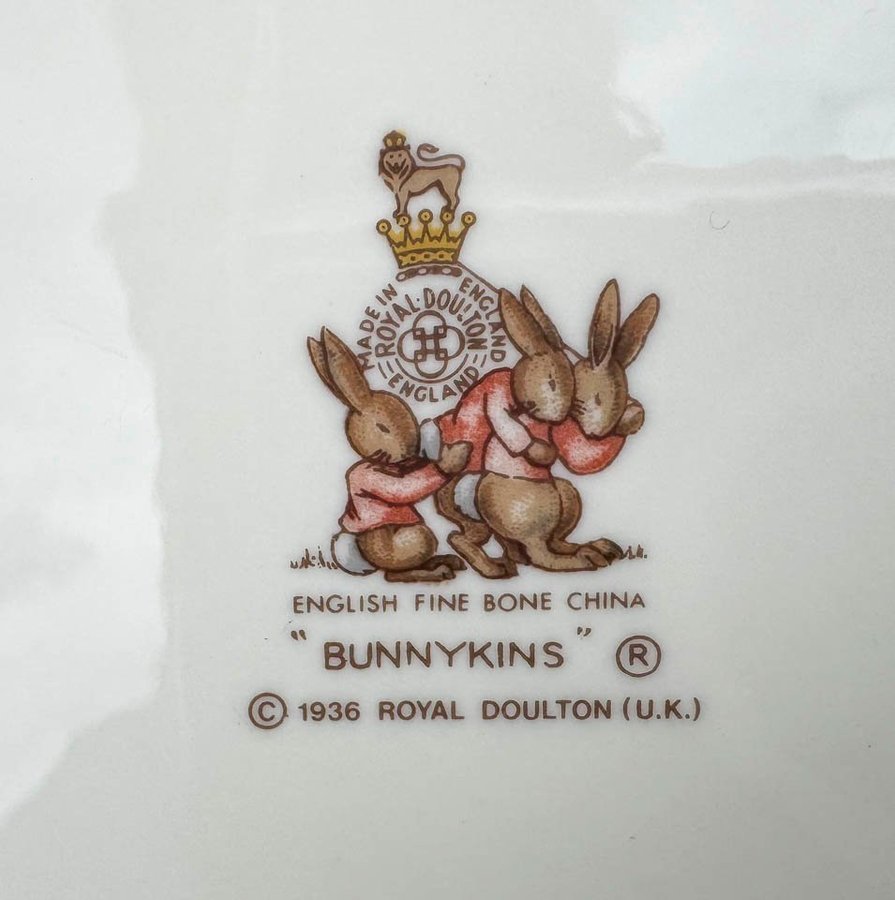 MADE IN ENGLAND
ROYAL·DOULTON
ENGLAND
ENGLISH FINE BONE CHINA
"BUNNYKINS" ®
© 1936 ROYAL DOULTON (U.K.)